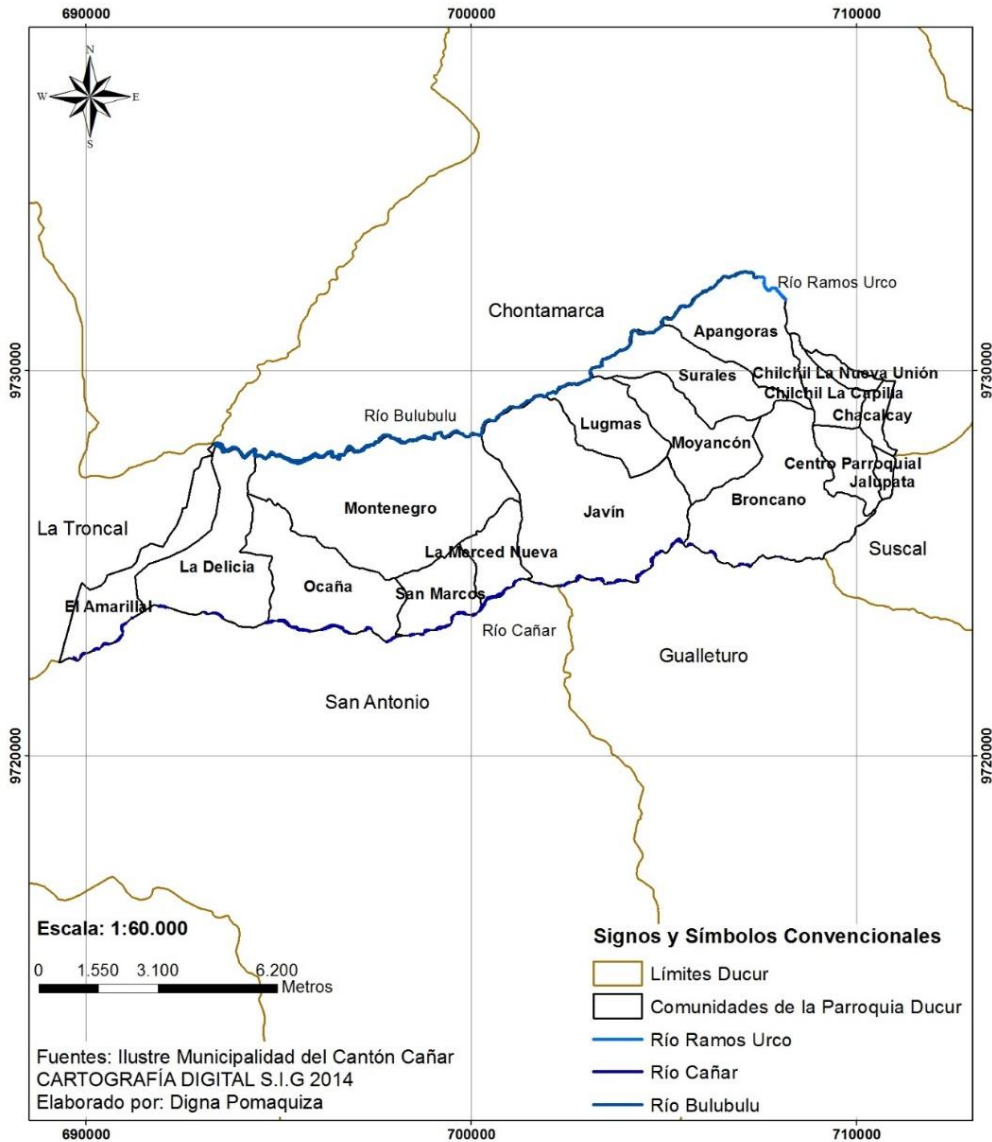 690000
700000
710000
N
W
E
S
Río Ramos Urco
Chontamarca
Apangoras
9730000
9730000
Surales
Chilchil La Nueva Unión
Chilchil La Capilla
Río Bulubulu
Lugmas
Chacalcay
Moyancón
Centro Parroquial
Jalupata
Broncano
Montenegro
Javín
La Troncal
La Merced Nueva
Suscal
La Delicia
Ocaña
San Marcos
El Amarillal
Río Cañar
Gualleturo
San Antonio
9720000
9720000
Escala: 1:60.000
0 1.550 3.100 6.200
Metros
Signos y Símbolos Convencionales
Límites Ducur
Comunidades de la Parroquia Ducur
Río Ramos Urco
Río Cañar
Río Bulubulu
Fuentes: Ilustre Municipalidad del Cantón Cañar
CARTOGRAFÍA DIGITAL S.I.G 2014
Elaborado por: Digna Pomaquiza
690000
700000
710000